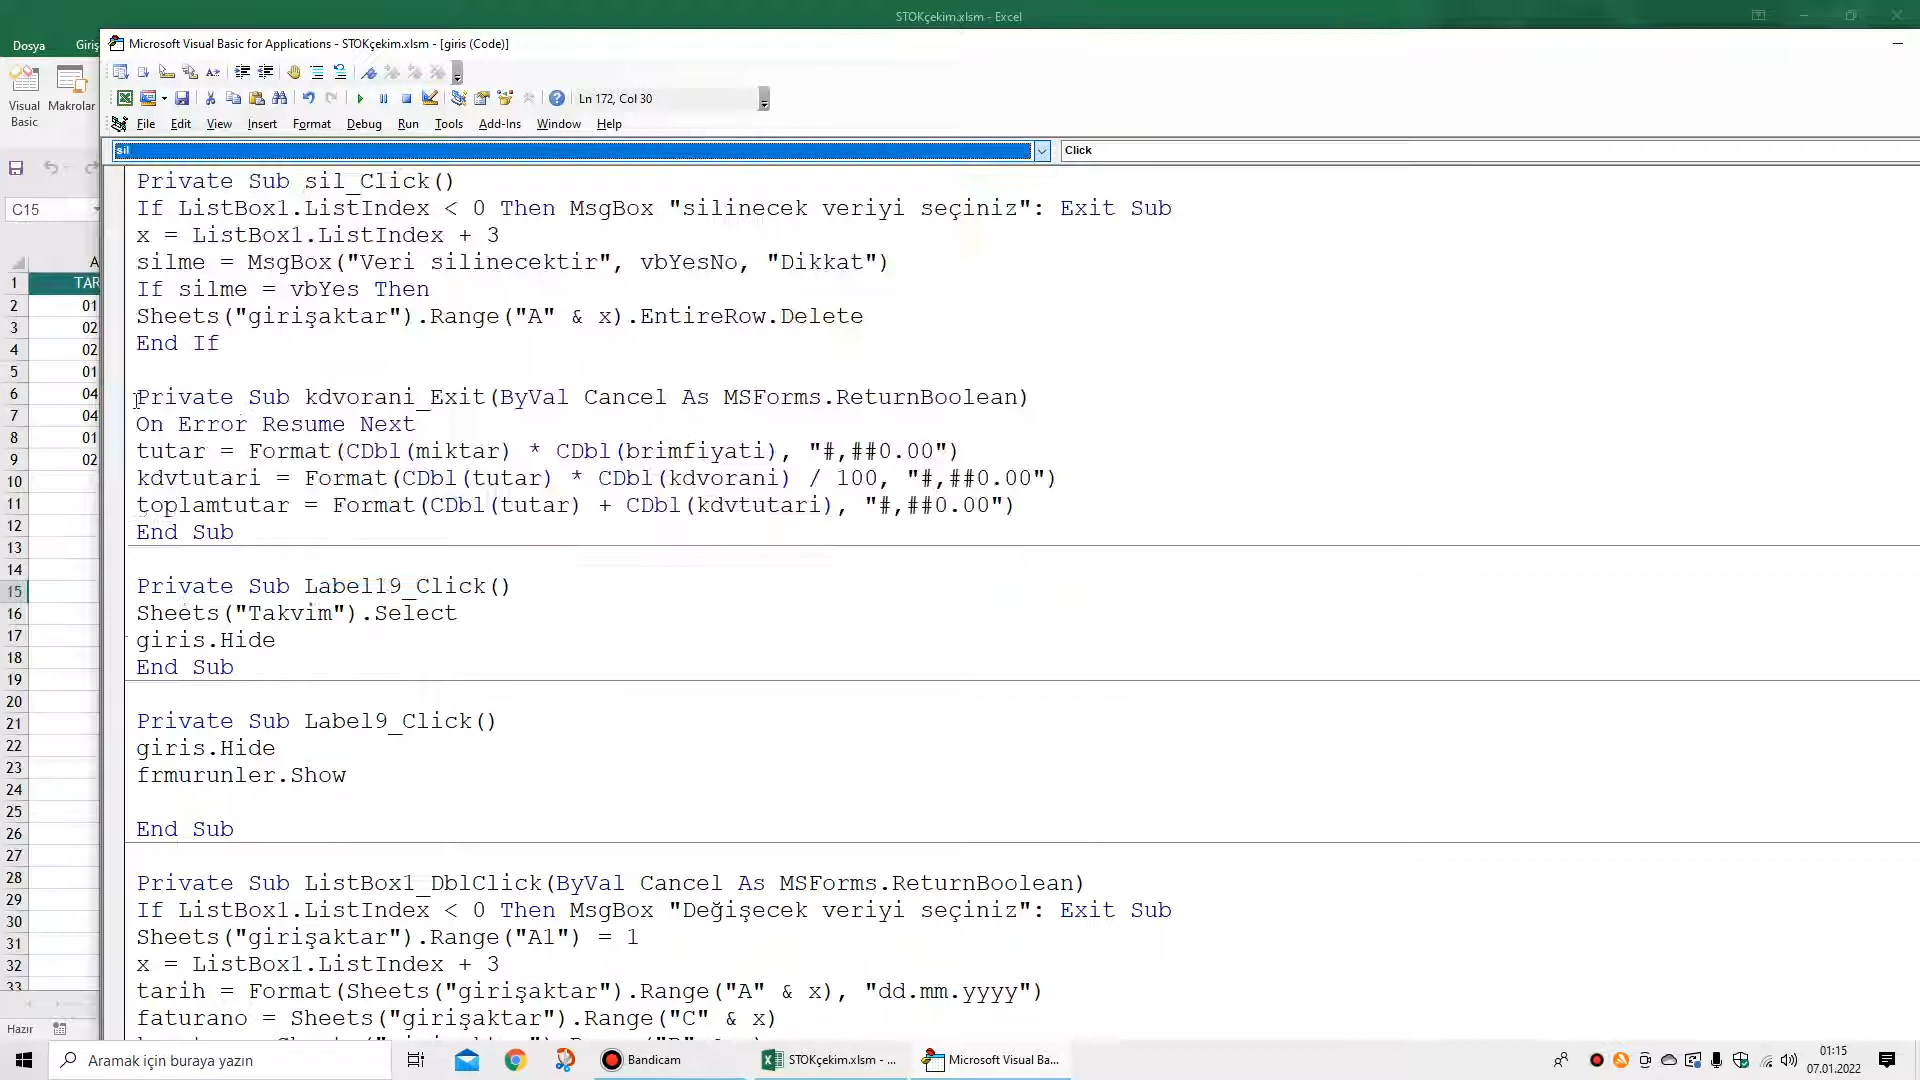 STOKçekim.xlsm - Excel
Dosya
Giriş
Microsoft Visual Basic for Applications - STOKçekim.xlsm - [giris (Code)]
Visual Basic
Makrolar
Ln 172, Col 30
File Edit View Insert Format Debug Run Tools Add-Ins Window Help
sil
Click
C15
A
TAR
1
2 01
3 02
4 02
5 01
6 04
7 04
8 01
9 02
10
11
12
13
14
15
16
17
18
19
20
21
22
23
24
25
26
27
28
29
30
31
32
33
Private Sub sil_Click()
If ListBox1.ListIndex < 0 Then MsgBox "silinecek veriyi seçiniz": Exit Sub
x = ListBox1.ListIndex + 3
silme = MsgBox("Veri silinecektir", vbYesNo, "Dikkat")
If silme = vbYes Then
Sheets("girişaktar").Range("A" & x).EntireRow.Delete
End If
Private Sub kdvorani_Exit(ByVal Cancel As MSForms.ReturnBoolean)
On Error Resume Next
tutar = Format(CDbl(miktar) * CDbl(brimfiyati), "#,##0.00")
kdvtutari = Format(CDbl(tutar) * CDbl(kdvorani) / 100, "#,##0.00")
toplamtutar = Format(CDbl(tutar) + CDbl(kdvtutari), "#,##0.00")
End Sub
Private Sub Label19_Click()
Sheets("Takvim").Select
giris.Hide
End Sub
Private Sub Label9_Click()
giris.Hide
frmurunler.Show
End Sub
Private Sub ListBox1_DblClick(ByVal Cancel As MSForms.ReturnBoolean)
If ListBox1.ListIndex < 0 Then MsgBox "Değişecek veriyi seçiniz": Exit Sub
Sheets("girişaktar").Range("A1") = 1
x = ListBox1.ListIndex + 3
tarih = Format(Sheets("girişaktar").Range("A" & x), "dd.mm.yyyy")
faturano = Sheets("girişaktar").Range("C" & x)
Hazır
Aramak için buraya yazın
Bandicam
STOKçekim.xlsm - ...
Microsoft Visual Ba...
01:15
07.01.2022